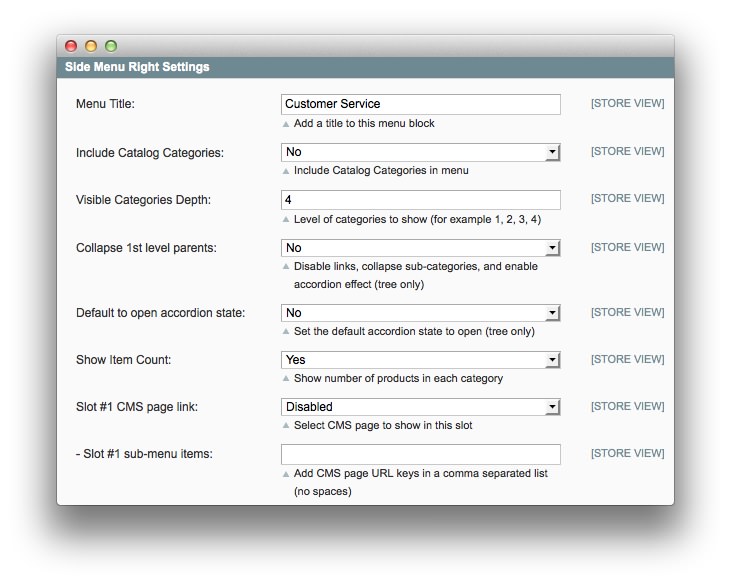 Side Menu Right Settings
Menu Title: Customer Service [STORE VIEW]
Add a title to this menu block
Include Catalog Categories: No [STORE VIEW]
Include Catalog Categories in menu
Visible Categories Depth: 4 [STORE VIEW]
Level of categories to show (for example 1, 2, 3, 4)
Collapse 1st level parents: No [STORE VIEW]
Disable links, collapse sub-categories, and enable
accordion effect (tree only)
Default to open accordion state: No [STORE VIEW]
Set the default accordion state to open (tree only)
Show Item Count: Yes [STORE VIEW]
Show number of products in each category
Slot #1 CMS page link: Disabled [STORE VIEW]
Select CMS page to show in this slot
- Slot #1 sub-menu items: [STORE VIEW]
Add CMS page URL keys in a comma separated list
(no spaces)